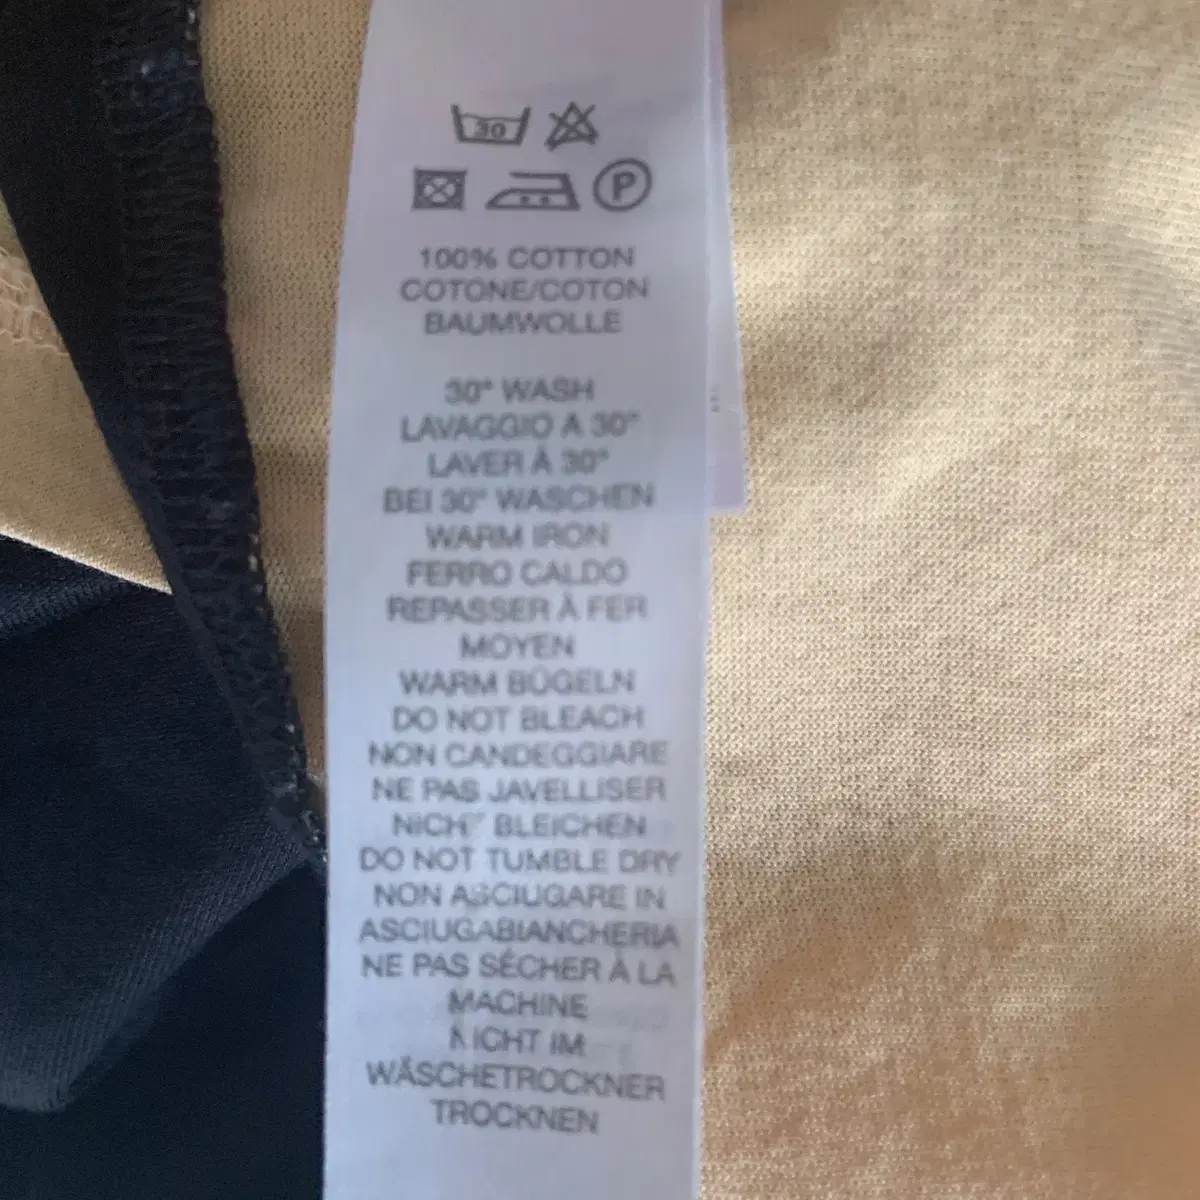 30
P
100% COTTON
COTONE/COTON
BAUMWOLLE
30° WASH
LAVAGGIO A 30°
LAVER À 30°
BEI 30° WASCHEN
WARM IRON
FERRO CALDO
REPASSER À FER
MOYEN
WARM BÜGELN
DO NOT BLEACH
NON CANDEGGIARE
NE PAS JAVELLISER
NICHT BLEICHEN
DO NOT TUMBLE DRY
NON ASCIUGARE IN
ASCIUGABIANCHERIA
NE PAS SÉCHER À LA
MACHINE
NICHT IM
WÄSCHETROCKNER
TROCKNEN